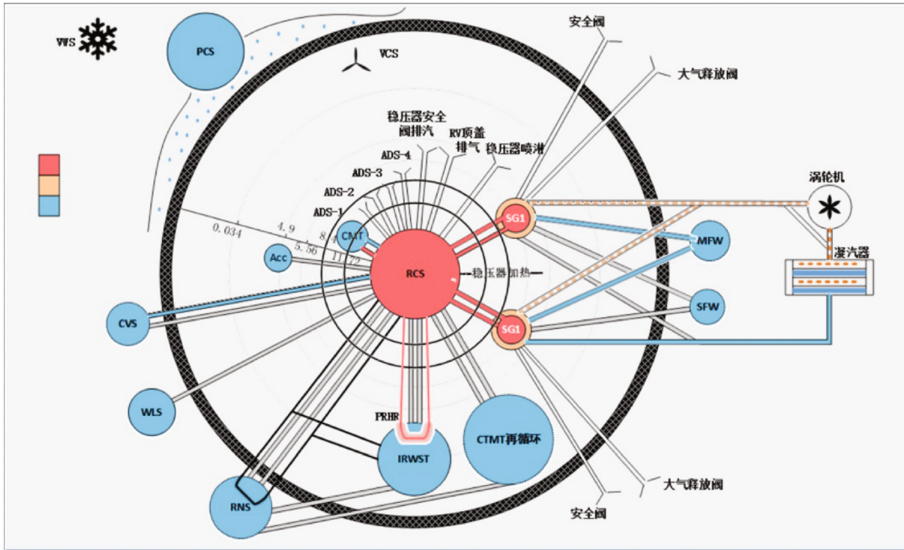 安全阀
VWS
PCS
VCS
大气释放阀
稳压器安全
阀排汽
RV顶盖
排气
稳压器喷淋
ADS-4
ADS-3
ADS-2
ADS-1
涡轮机
SG1
CMT
MFW
0.034
4.9
5.56
Acc
RCS
稳压器加热
凝汽器
CVS
SFW
SG1
WLS
PRHR
CTMT再循环
IRWST
RNS
大气释放阀
安全阀